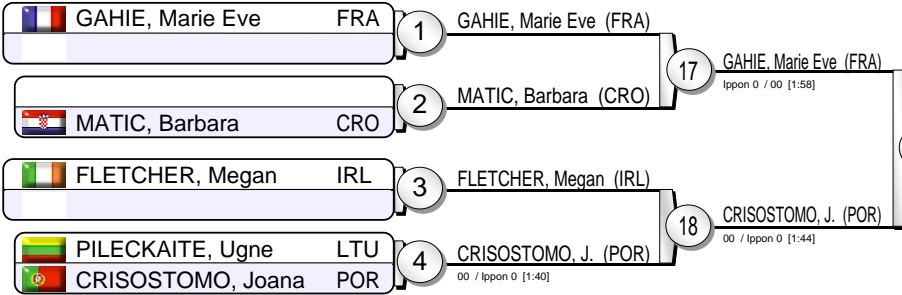 GAHIE, Marie Eve FRA
1
GAHIE, Marie Eve (FRA)
17
GAHIE, Marie Eve (FRA)
Ippon 0 / 00 [1:58]
2
MATIC, Barbara (CRO)
MATIC, Barbara CRO
FLETCHER, Megan IRL
3
FLETCHER, Megan (IRL)
18
CRISOSTOMO, J. (POR)
00 / Ippon 0 [1:44]
PILECKAITE, Ugne LTU
4
CRISOSTOMO, J. (POR)
00 / Ippon 0 [1:40]
CRISOSTOMO, Joana POR